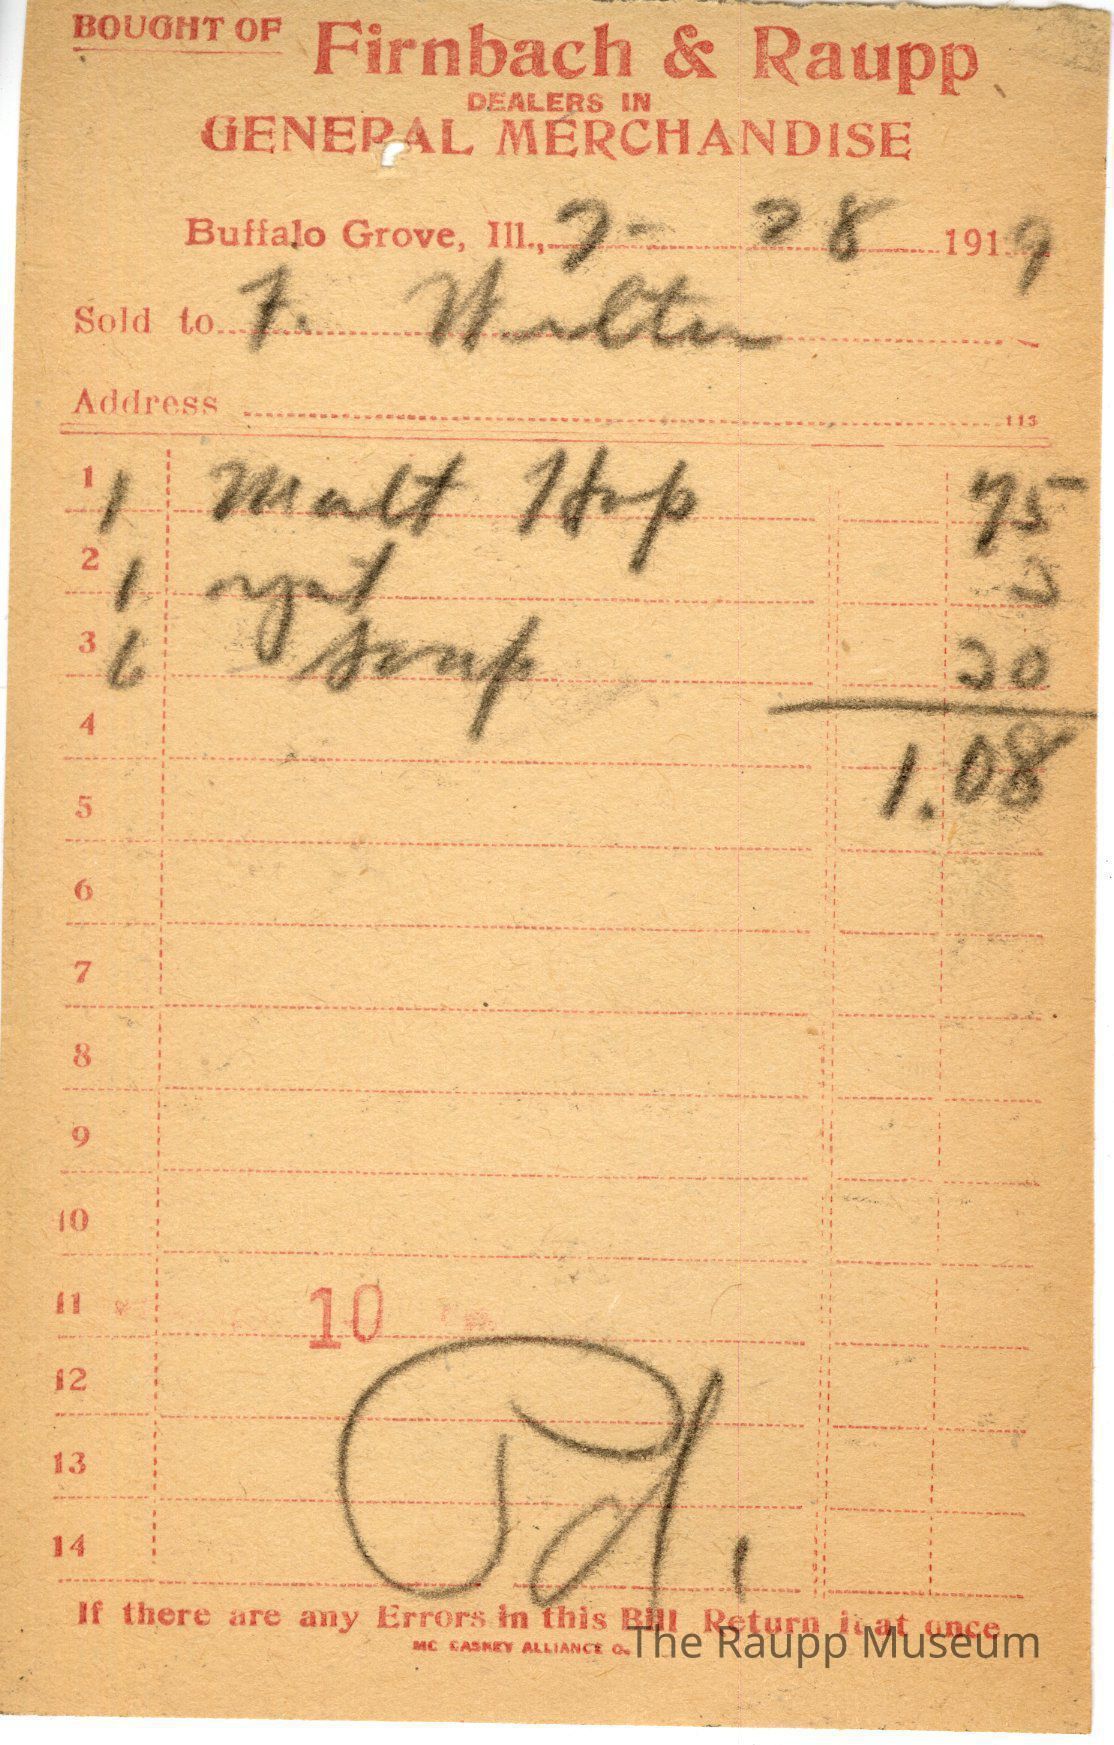 BOUGHT OF Firnbach & Raupp
DEALERS IN
GENERAL MERCHANDISE
Buffalo Grove, Ill., 7- 28 1919
Sold to F.
Address
113
1 1 Malt Hop 75
2 1
3 6 Soap 20
4 1.08
5
6
7
8
9
10
11 10
12
13
14 Pd.
If there are any Errors in this Bill Return it at once
MC CASKEY ALLIANCE O.
The Raupp Museum